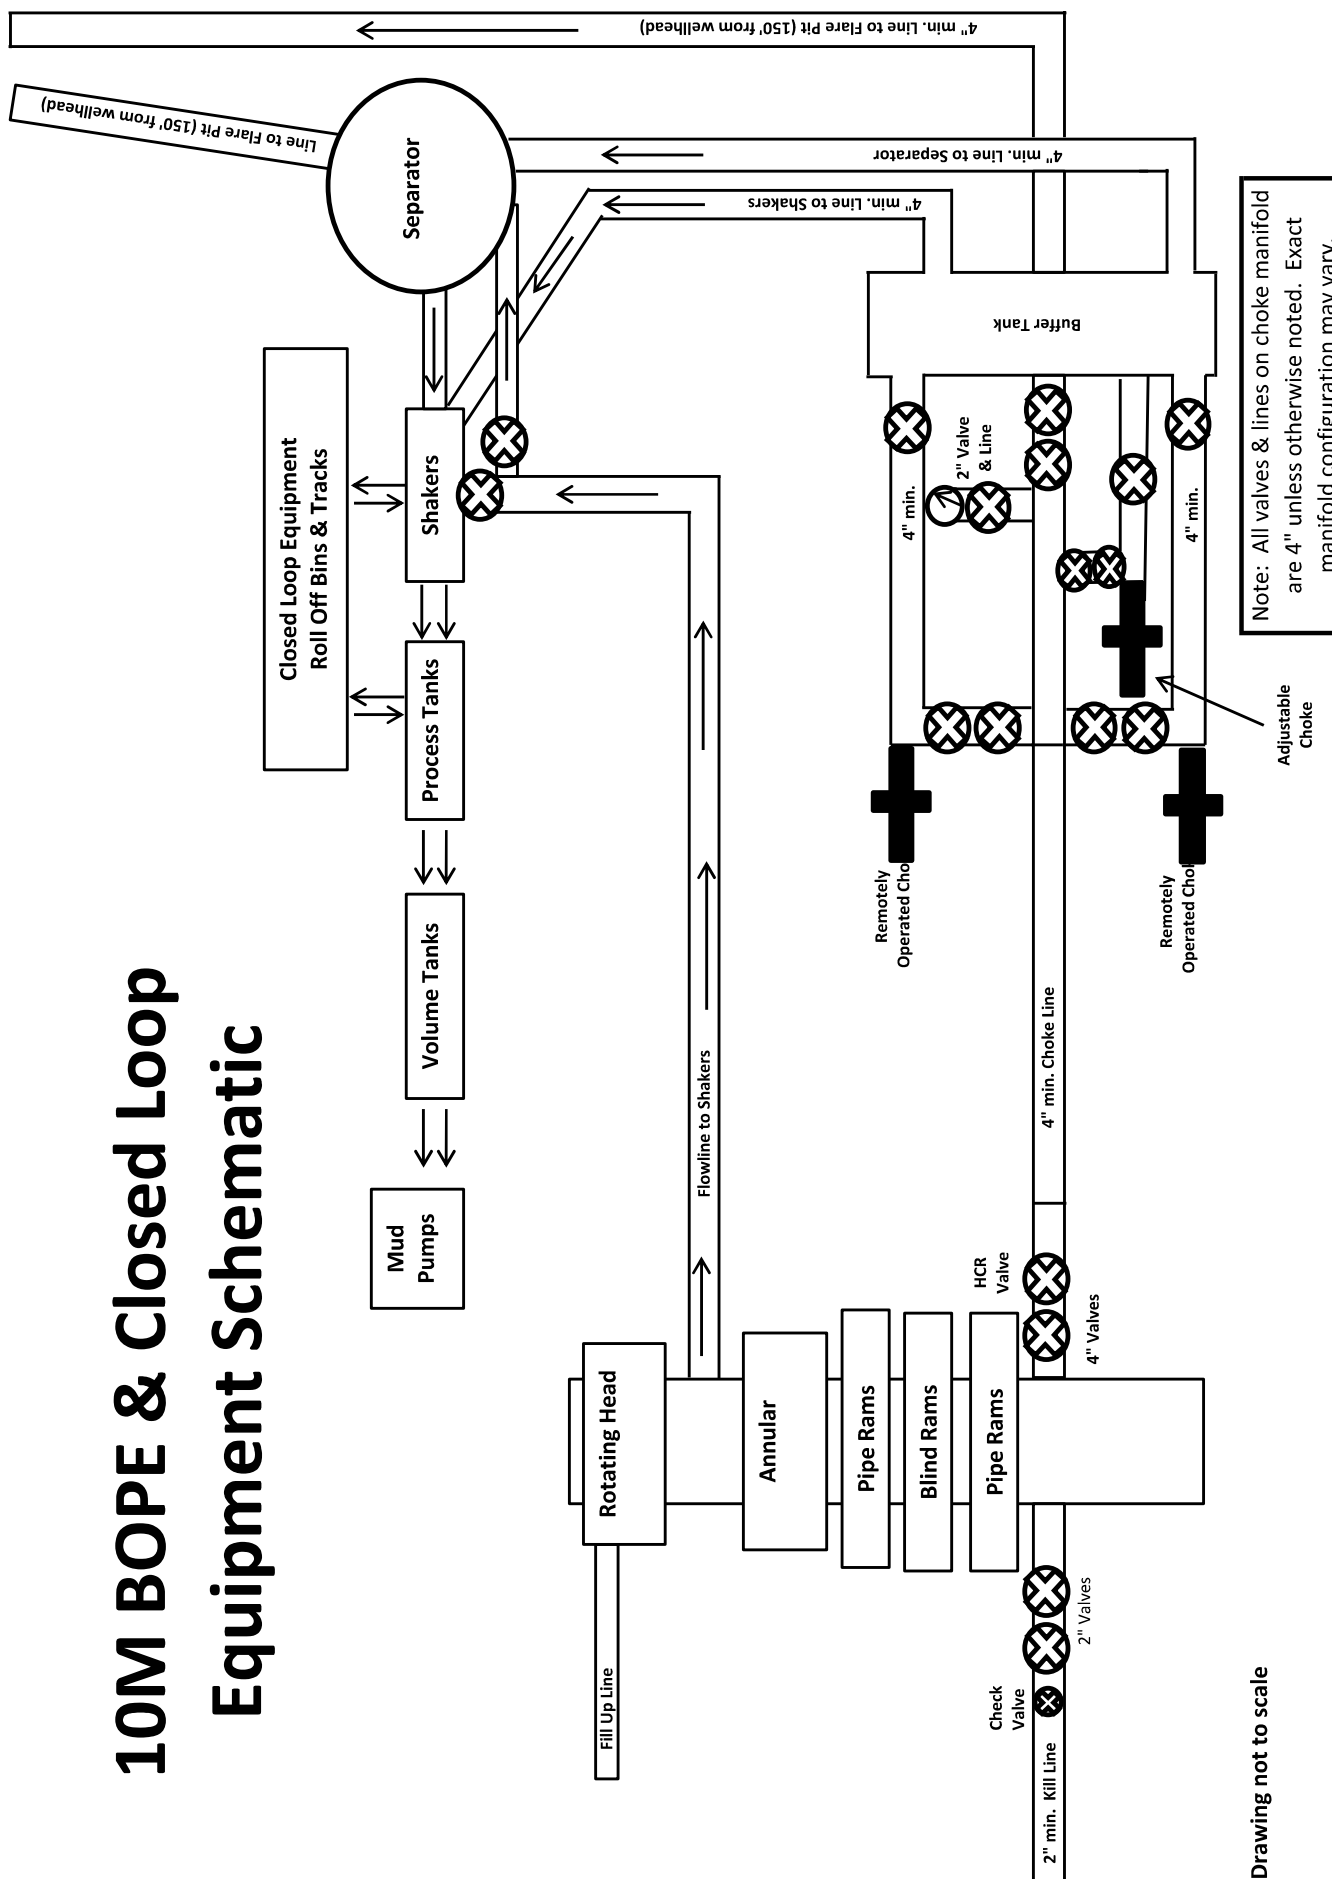 10M BOPE & Closed Loop
Equipment Schematic
4" min. Line to Flare Pit (150' from wellhead)
Line to Flare Pit (150' from wellhead)
Separator
4" min. Line to Separator
4" min. Line to Shakers
Closed Loop Equipment
Roll Off Bins & Tracks
Shakers
Process Tanks
Volume Tanks
Mud
Pumps
Flowline to Shakers
Fill Up Line
Rotating Head
Annular
Pipe Rams
Blind Rams
Pipe Rams
Check
Valve
2" min. Kill Line
2" Valves
HCR
Valve
4" Valves
4" min. Choke Line
Remotely
Operated Cho
Remotely
Operated Cho
Adjustable
Choke
4" min.
4" min.
2" Valve
& Line
Buffer Tank
Note: All valves & lines on choke manifold
are 4" unless otherwise noted. Exact
manifold configuration may vary.
Drawing not to scale